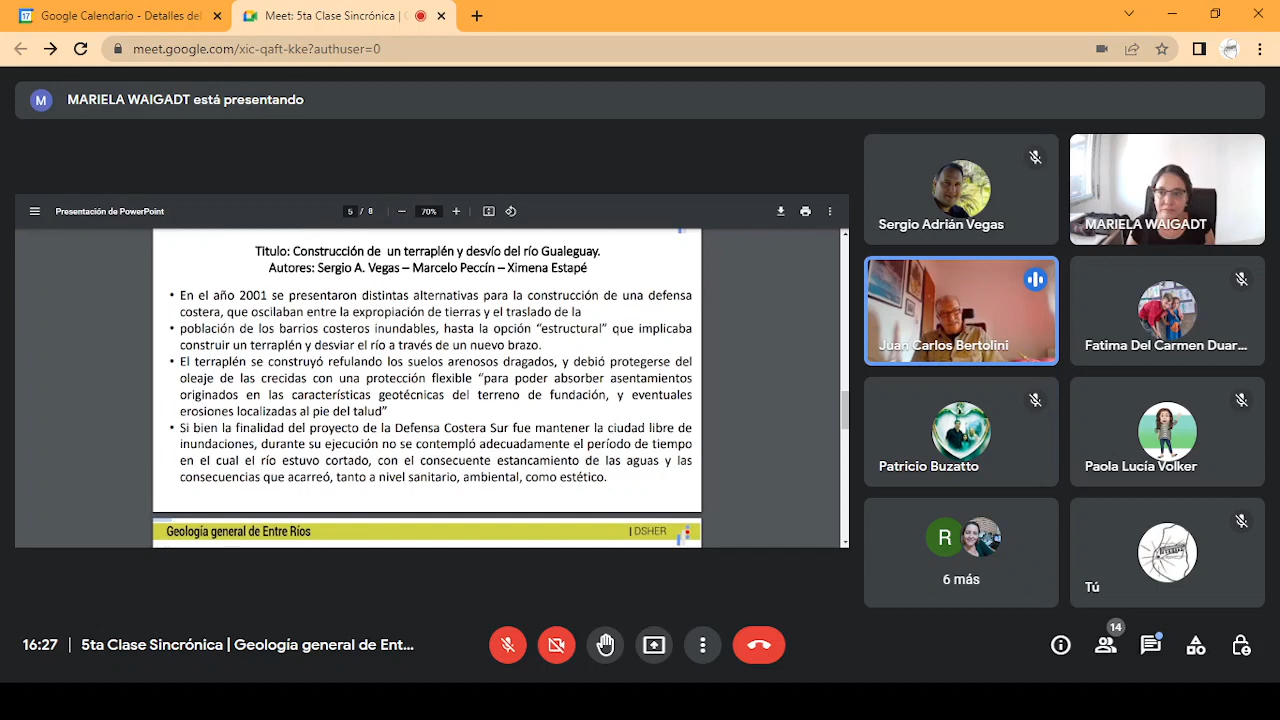 Google Calendario - Detalles del
Meet: 5ta Clase Sincrónica | G
meet.google.com/xic-qaft-kke?authuser=0
M MARIELA WAIGADT está presentando
Presentación de PowerPoint 5 / 8 70%
Titulo: Construcción de un terraplén y desvío del río Gualeguay.
Autores: Sergio A. Vegas – Marcelo Peccín – Ximena Estapé
• En el año 2001 se presentaron distintas alternativas para la construcción de una defensa
costera, que oscilaban entre la expropiación de tierras y el traslado de la
• población de los barrios costeros inundables, hasta la opción “estructural” que implicaba
construir un terraplén y desviar el río a través de un nuevo brazo.
• El terraplén se construyó refulando los suelos arenosos dragados, y debió protegerse del
oleaje de las crecidas con una protección flexible “para poder absorber asentamientos
originados en las características geotécnicas del terreno de fundación, y eventuales
erosiones localizadas al pie del talud”
• Si bien la finalidad del proyecto de la Defensa Costera Sur fue mantener la ciudad libre de
inundaciones, durante su ejecución no se contempló adecuadamente el período de tiempo
en el cual el río estuvo cortado, con el consecuente estancamiento de las aguas y las
consecuencias que acarreó, tanto a nivel sanitario, ambiental, como estético.
Geología general de Entre Ríos | DSHER
Sergio Adrián Vegas
MARIELA WAIGADT
Juan Carlos Bertolini
Fatima Del Carmen Duar...
Patricio Buzatto
Paola Lucía Volker
R
6 más
Tú
16:27 | 5ta Clase Sincrónica | Geología general de Ent...
14